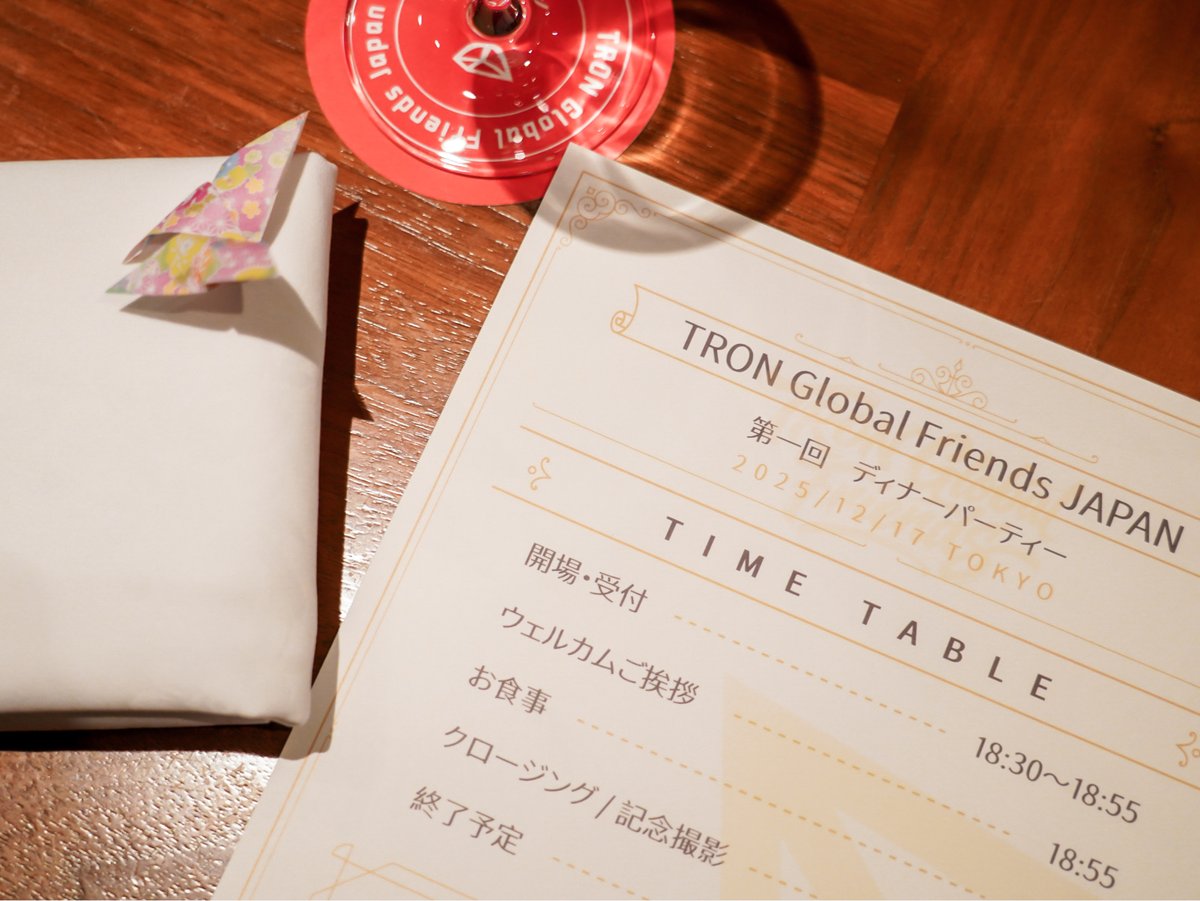 TRON Global Friends Japan
TRON Global Friends JAPAN
第一回 ディナーパーティー
2025/12/17 TOKYO
TIME TABLE
開場・受付 18:30～18:55
ウェルカムご挨拶 18:55
お食事
クロージング / 記念撮影
終了予定